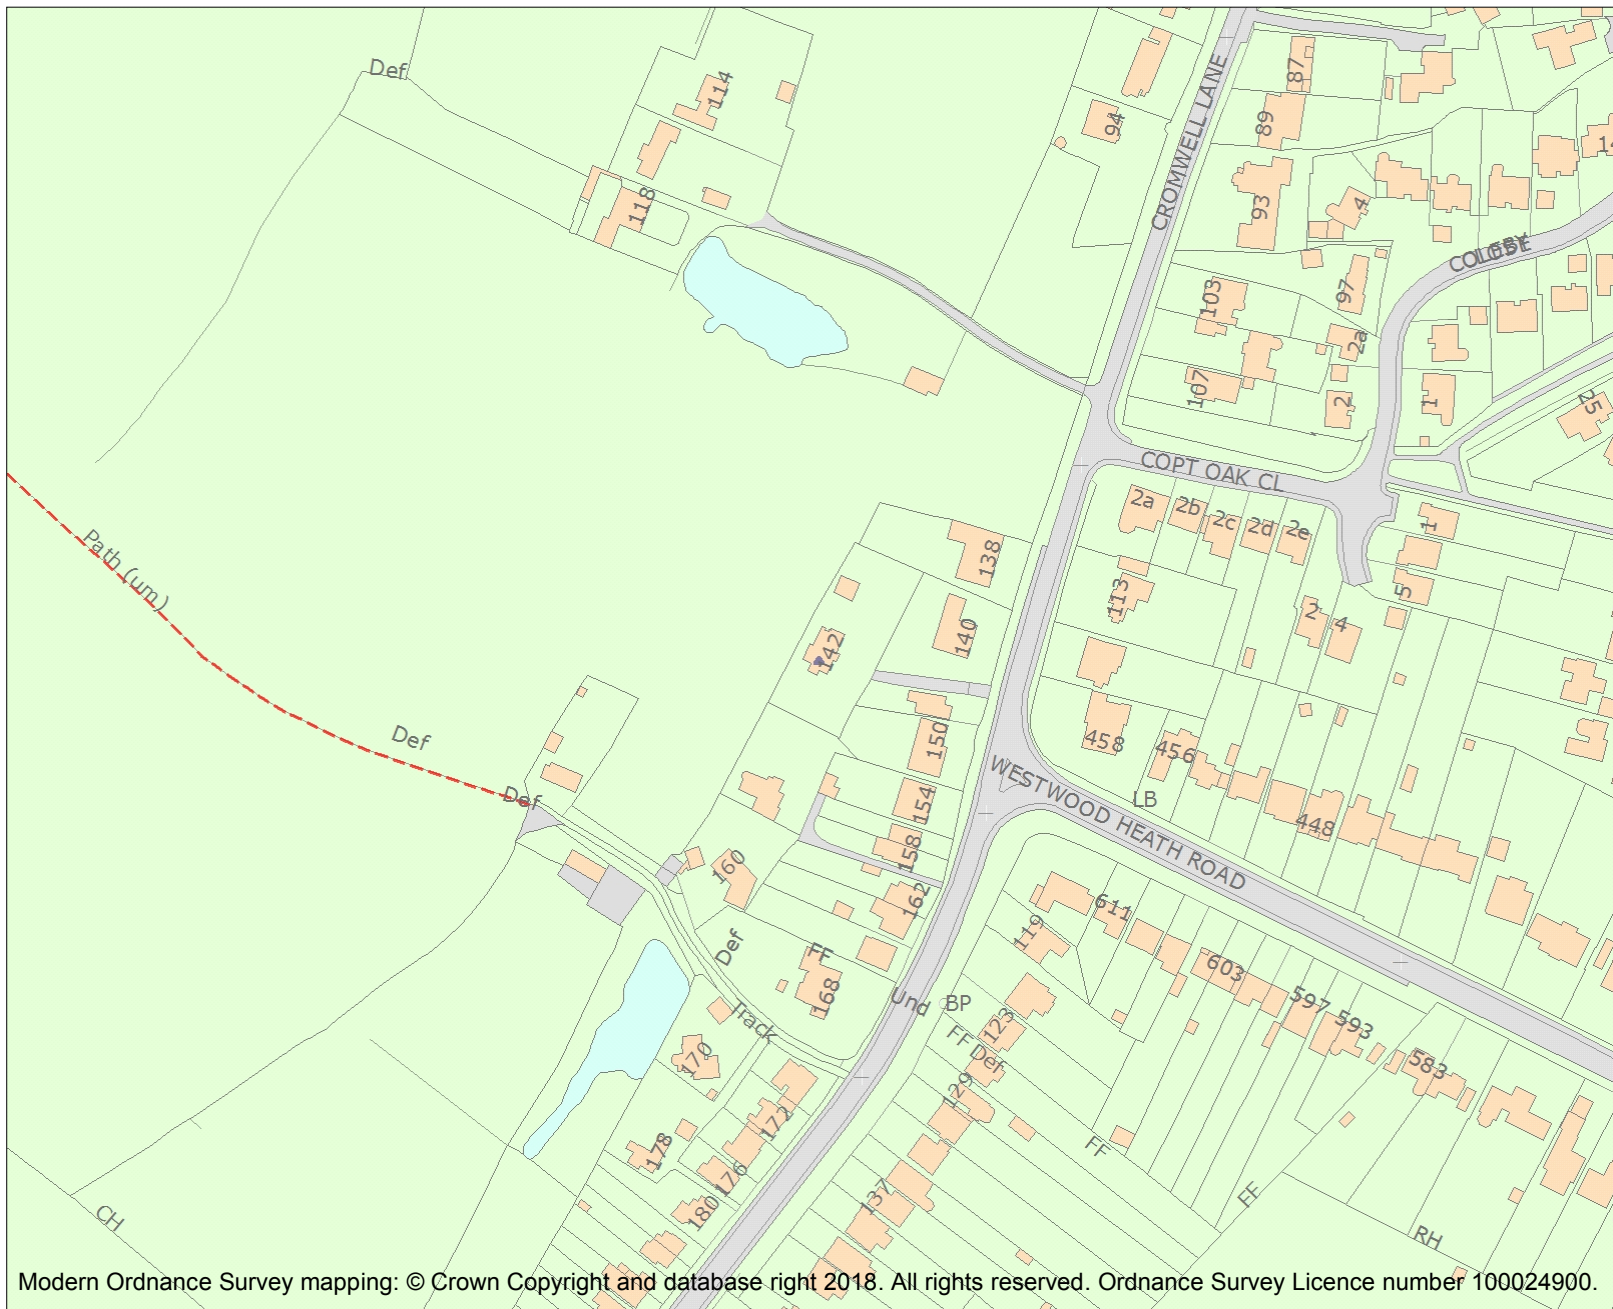 Def
114
118
94
CROMWELL LANE
87
89
93
4
14
COLESBY
CLOSE
97
103
2a
107
2
1
25
COPT OAK CL
2a
2b
2c
2d
2e
1
5
Path (um)
138
113
2
4
140
142
Def
150
458
456
WESTWOOD HEATH ROAD
LB
448
Def
154
158
160
162
611
119
603
Def
FF
168
Und
BP
597
593
123
FF
Def
Track
170
583
129
172
FF
178
176
137
EF
180
CH
RH
Modern Ordnance Survey mapping: © Crown Copyright and database right 2018. All rights reserved. Ordnance Survey Licence number 100024900.